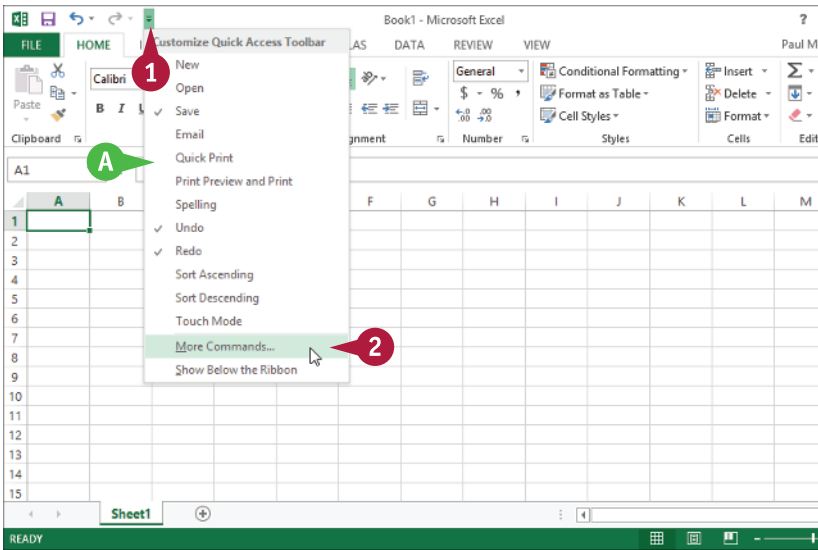 Book1 - Microsoft Excel ?
FILE HOME LAS DATA REVIEW VIEW Paul M
Customize Quick Access Toolbar
1
New
Open
Save
Email
Quick Print
Print Preview and Print
Spelling
Undo
Redo
Sort Ascending
Sort Descending
Touch Mode
More Commands...
Show Below the Ribbon
A
2
Paste
Calibri
B I U
Clipboard
gnment
General
$ % ,
.0 .00
.00 .0
Number
Conditional Formatting
Format as Table
Cell Styles
Styles
Insert
Delete
Format
Cells
Σ
Edit
A1
A B F G H I J K L M
1
2
3
4
5
6
7
8
9
10
11
12
13
14
15
Sheet1
READY